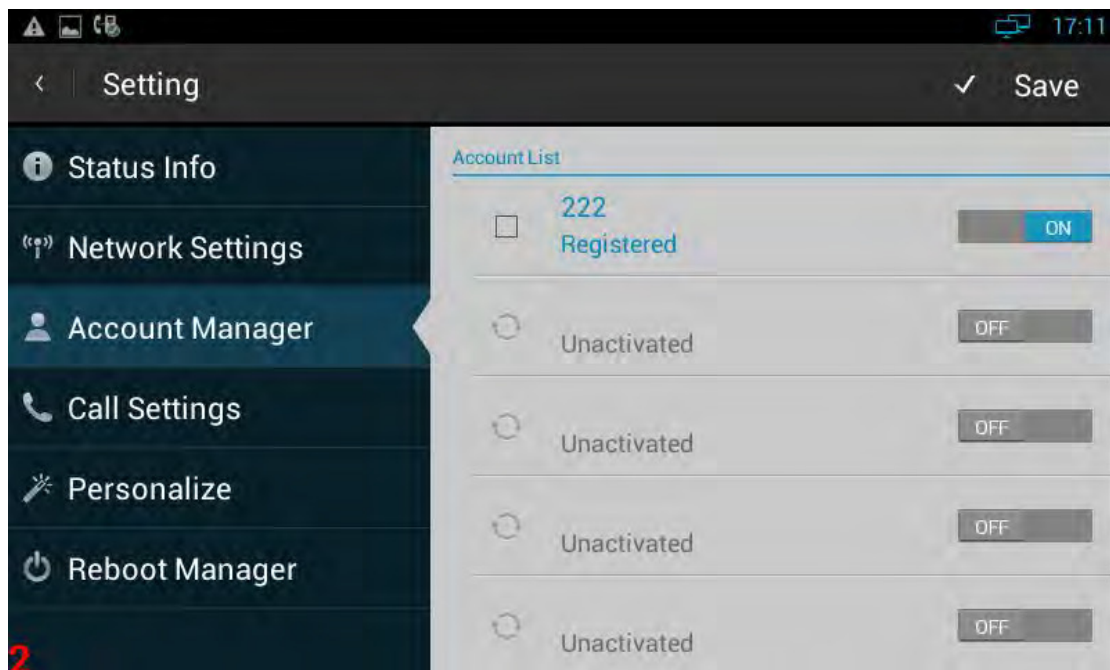 17:11
Setting
Save
Status Info
Network Settings
Account Manager
Call Settings
Personalize
Reboot Manager
2
Account List
222
Registered
ON
Unactivated
OFF
Unactivated
OFF
Unactivated
OFF
Unactivated
OFF